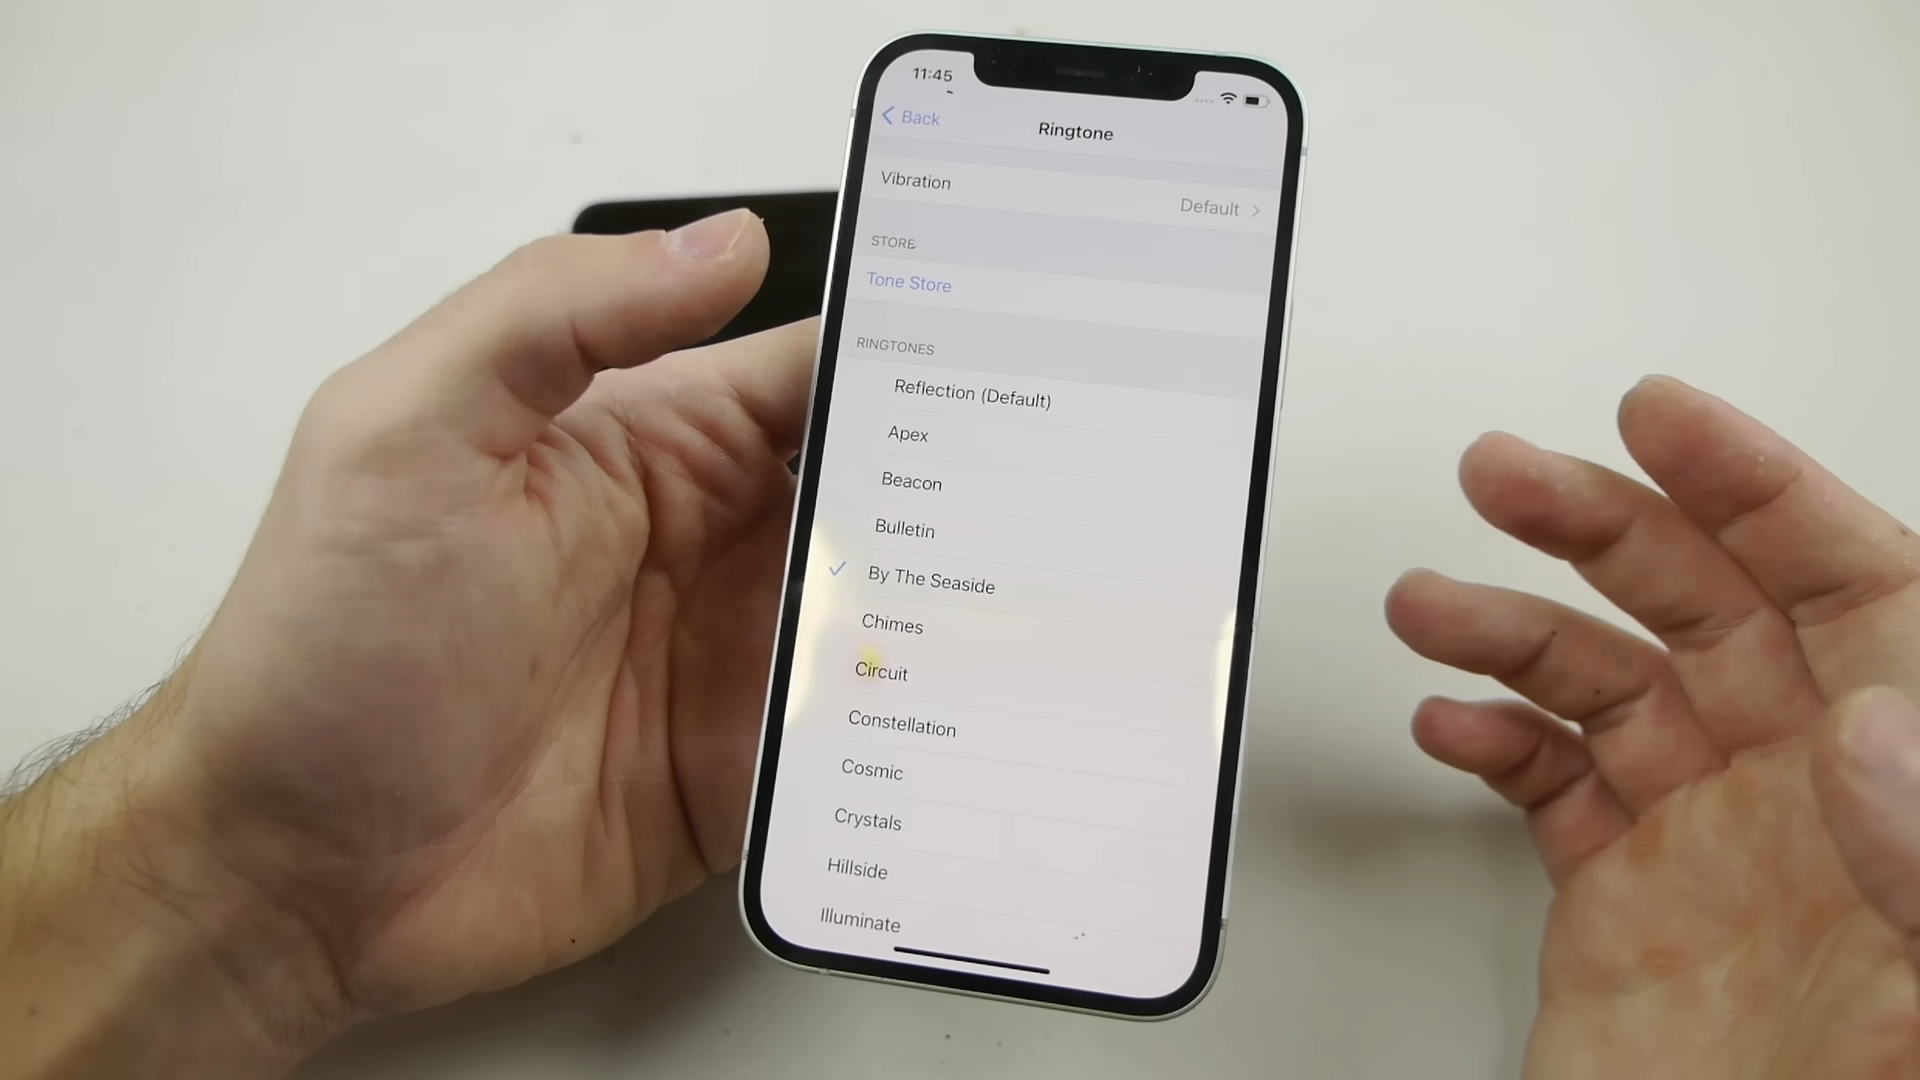 11:45
Back
Ringtone
Vibration
Default
STORE
Tone Store
RINGTONES
Reflection (Default)
Apex
Beacon
Bulletin
By The Seaside
Chimes
Circuit
Constellation
Cosmic
Crystals
Hillside
Illuminate